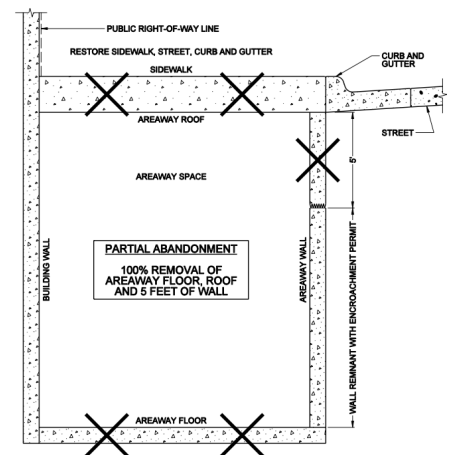 PUBLIC RIGHT-OF-WAY LINE
RESTORE SIDEWALK, STREET, CURB AND GUTTER
SIDEWALK
CURB AND
GUTTER
AREAWAY ROOF
STREET
AREAWAY SPACE
5'
BUILDING WALL
PARTIAL ABANDONMENT
100% REMOVAL OF
AREAWAY FLOOR, ROOF
AND 5 FEET OF WALL
AREAWAY WALL
WALL REMNANT WITH ENCROACHMENT PERMIT
AREAWAY FLOOR